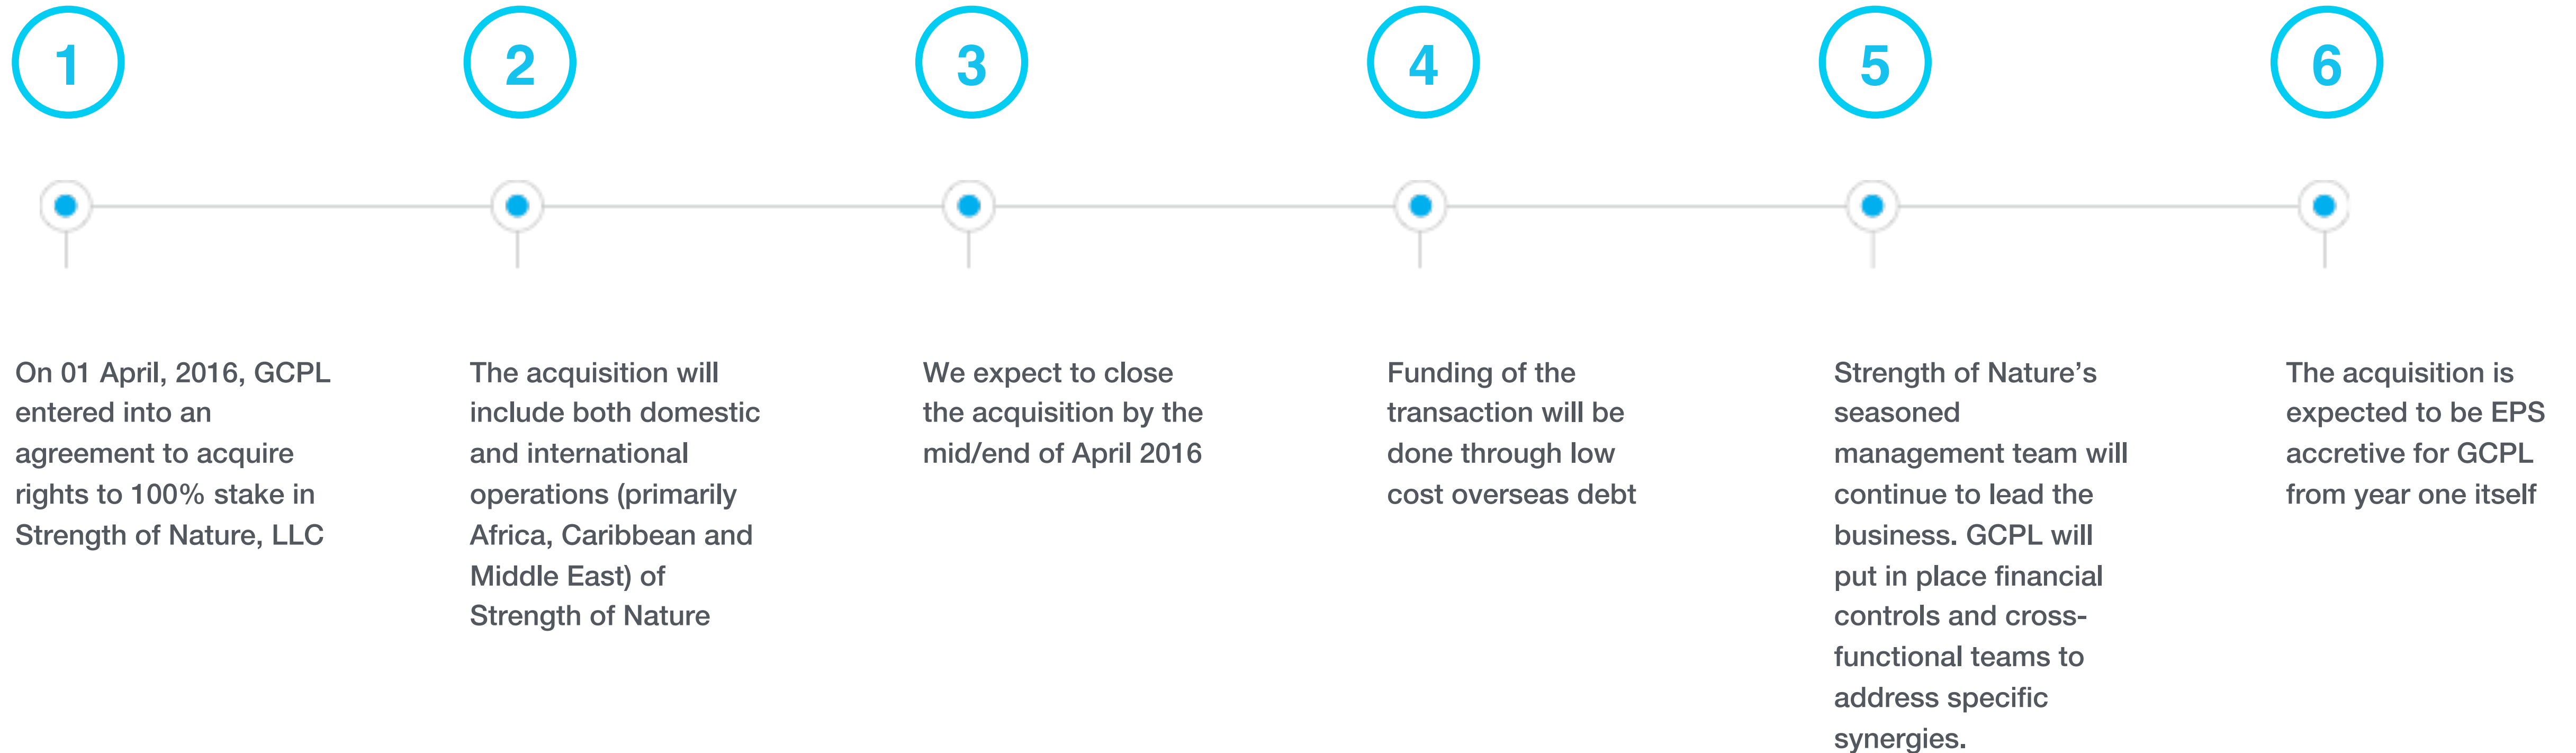 1
2
3
4
5
6
On 01 April, 2016, GCPL
entered into an
agreement to acquire
rights to 100% stake in
Strength of Nature, LLC
The acquisition will
include both domestic
and international
operations (primarily
Africa, Caribbean and
Middle East) of
Strength of Nature
We expect to close
the acquisition by the
mid/end of April 2016
Funding of the
transaction will be
done through low
cost overseas debt
Strength of Nature’s
seasoned
management team will
continue to lead the
business. GCPL will
put in place financial
controls and cross-
functional teams to
address specific
synergies.
The acquisition is
expected to be EPS
accretive for GCPL
from year one itself